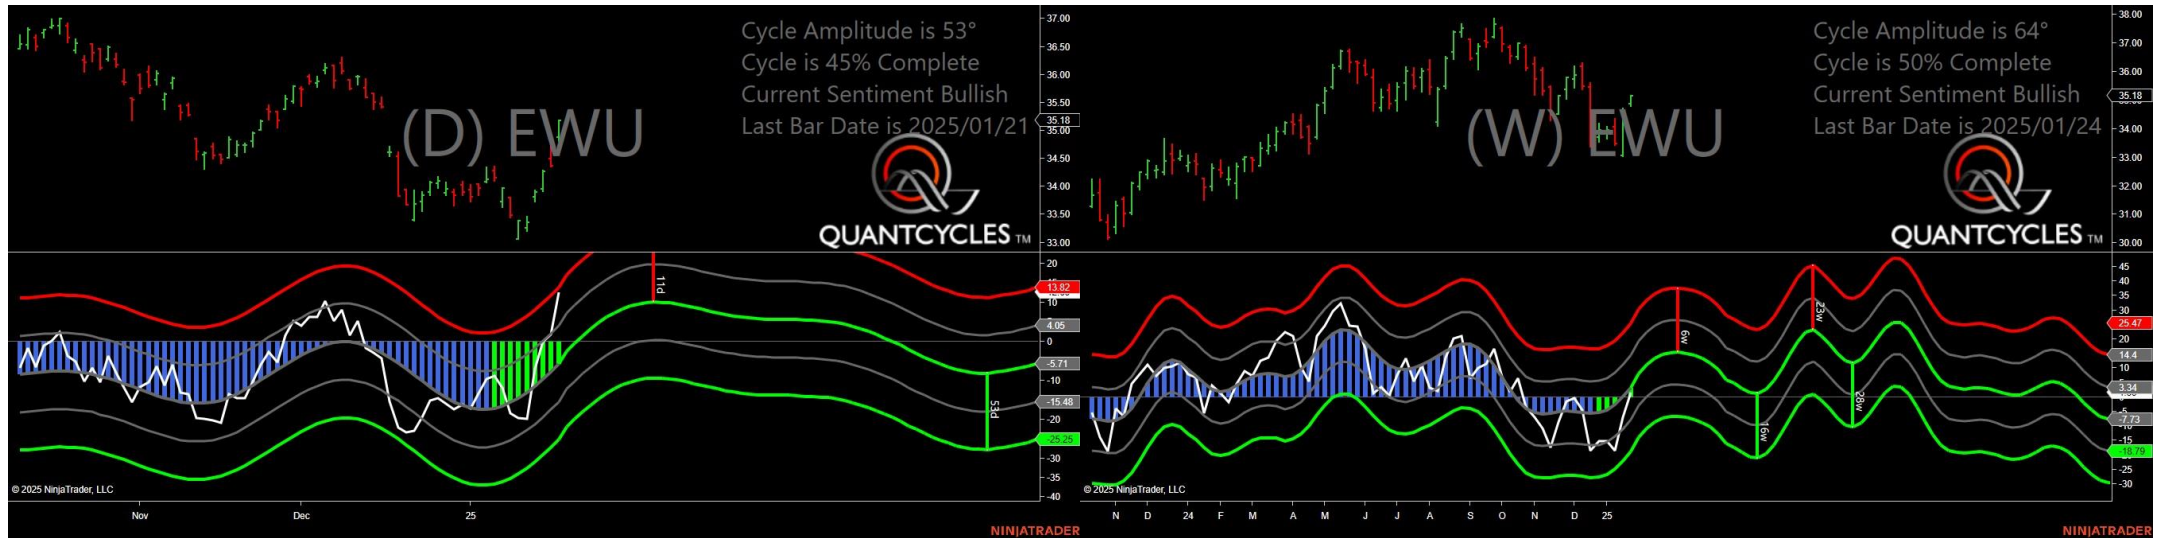 Cycle Amplitude is 53°
Cycle is 45% Complete
Current Sentiment Bullish
Last Bar Date is 2025/01/21
(D) EWU
QUANTCYCLES TM
37.00
36.50
36.00
35.50
35.18
35.00
34.50
34.00
33.50
33.00
20
13.82
10
4.05
0
-5.71
-10
-15.48
-20
-25.25
-30
-35
-40
11d
53d
© 2025 NinjaTrader, LLC
Nov
Dec
25
NINJATRADER
Cycle Amplitude is 64°
Cycle is 50% Complete
Current Sentiment Bullish
Last Bar Date is 2025/01/24
(W) EWU
QUANTCYCLES TM
38.00
37.00
36.00
35.18
34.00
33.00
32.00
31.00
30.00
45
35
30
25.47
20
14.4
10
3.34
-5
-7.73
-15
-18.79
-25
-30
6w
16w
23w
28w
© 2025 NinjaTrader, LLC
N D 24 F M A M J J A S O N D 25
NINJATRADER